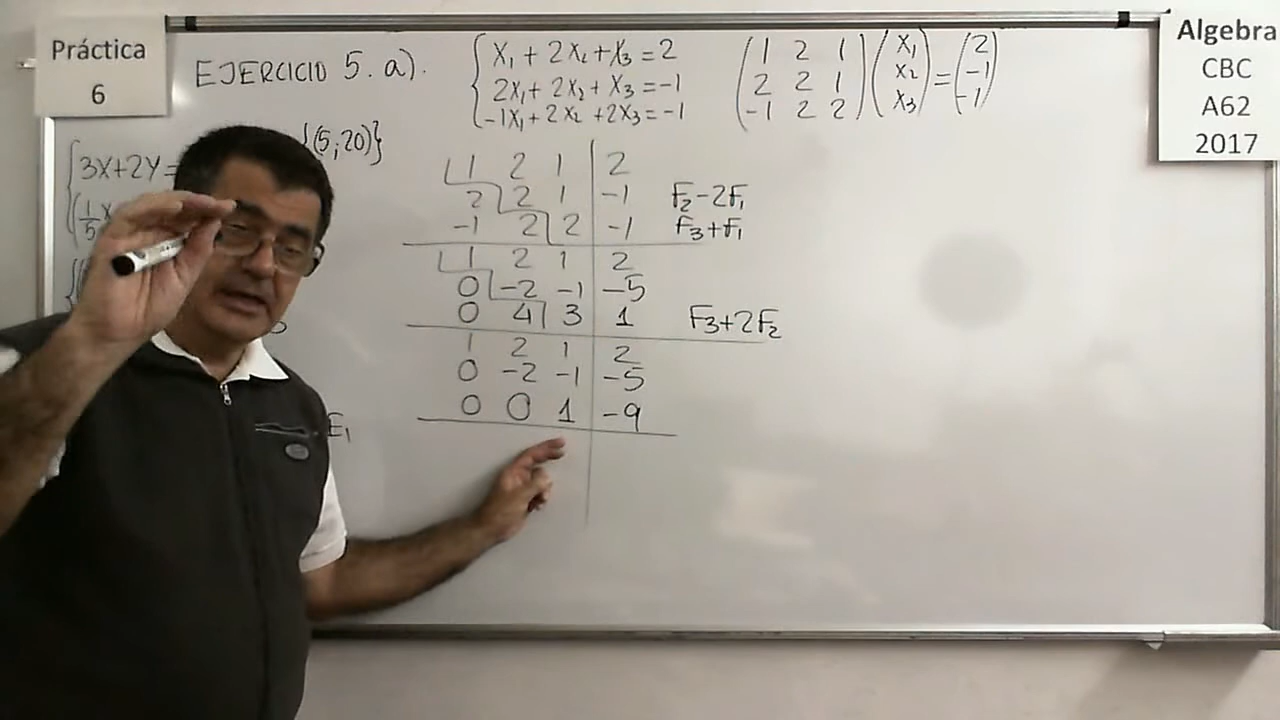 Práctica
6
EJERCICIO 5. a).
X₁ + 2X₂ + X₃ = 2
2X₁ + 2X₂ + X₃ = -1
-1X₁ + 2X₂ + 2X₃ = -1
1 2 1 X₁ 2
2 2 1 X₂ = -1
-1 2 2 X₃ -1
Algebra
CBC
A62
2017
{(5;20)}
3X+2Y=
1 2 1 2
2 2 1 -1 F₂-2F₁
-1 2 2 -1 F₃+F₁
1 2 1 2
0 -2 -1 -5
0 4 3 1 F₃+2F₂
1 2 1 2
0 -2 -1 -5
0 0 1 -9
E₁